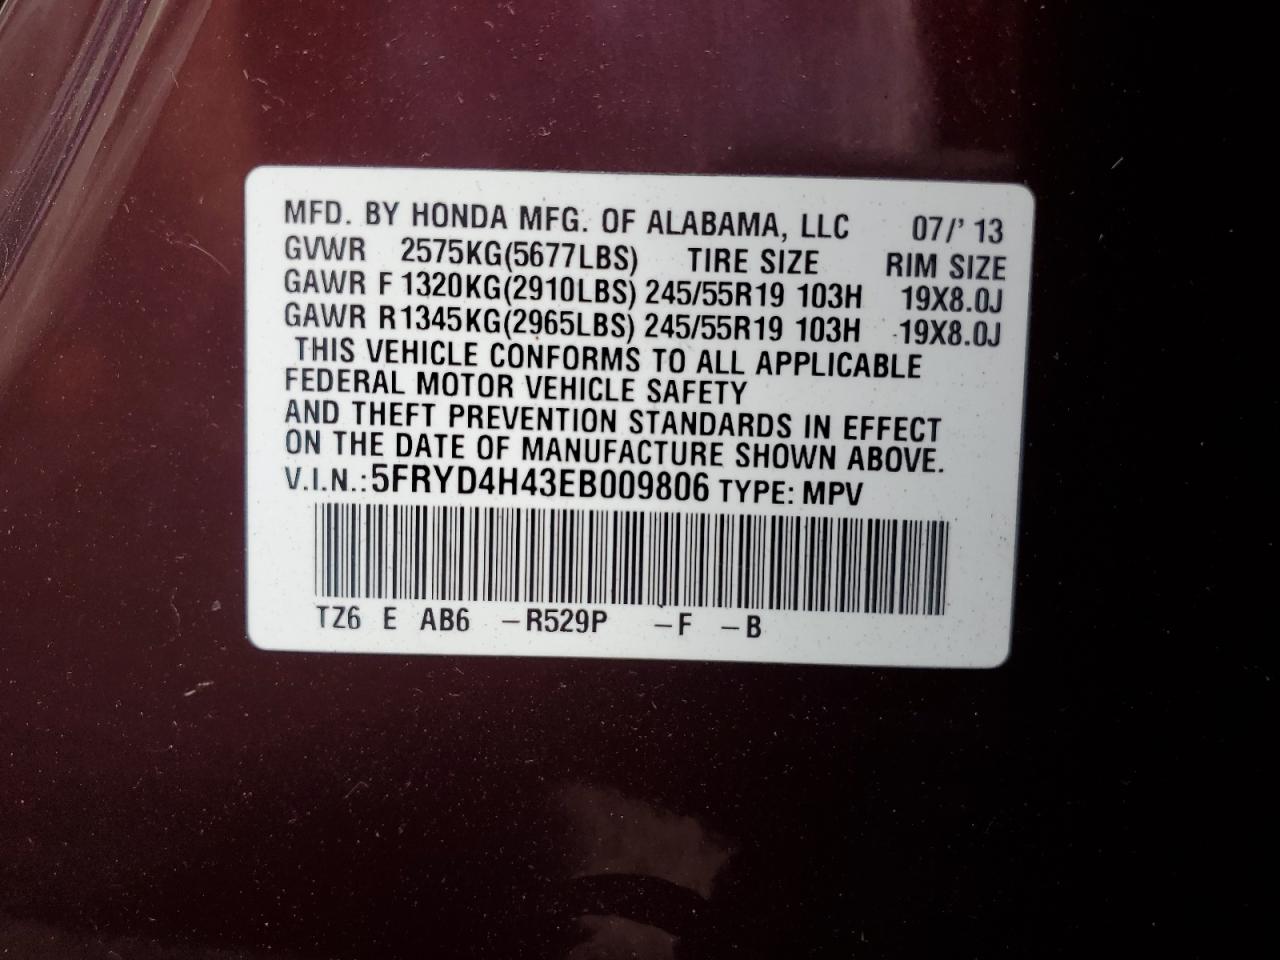 MFD. BY HONDA MFG. OF ALABAMA, LLC 07/' 13
GVWR 2575KG(5677LBS) TIRE SIZE RIM SIZE
GAWR F 1320KG(2910LBS) 245/55R19 103H 19X8.0J
GAWR R1345KG(2965LBS) 245/55R19 103H 19X8.0J
THIS VEHICLE CONFORMS TO ALL APPLICABLE
FEDERAL MOTOR VEHICLE SAFETY
AND THEFT PREVENTION STANDARDS IN EFFECT
ON THE DATE OF MANUFACTURE SHOWN ABOVE.
V.I.N.: 5FRYD4H43EB009806 TYPE: MPV
TZ6 E AB6 -R529P -F -B